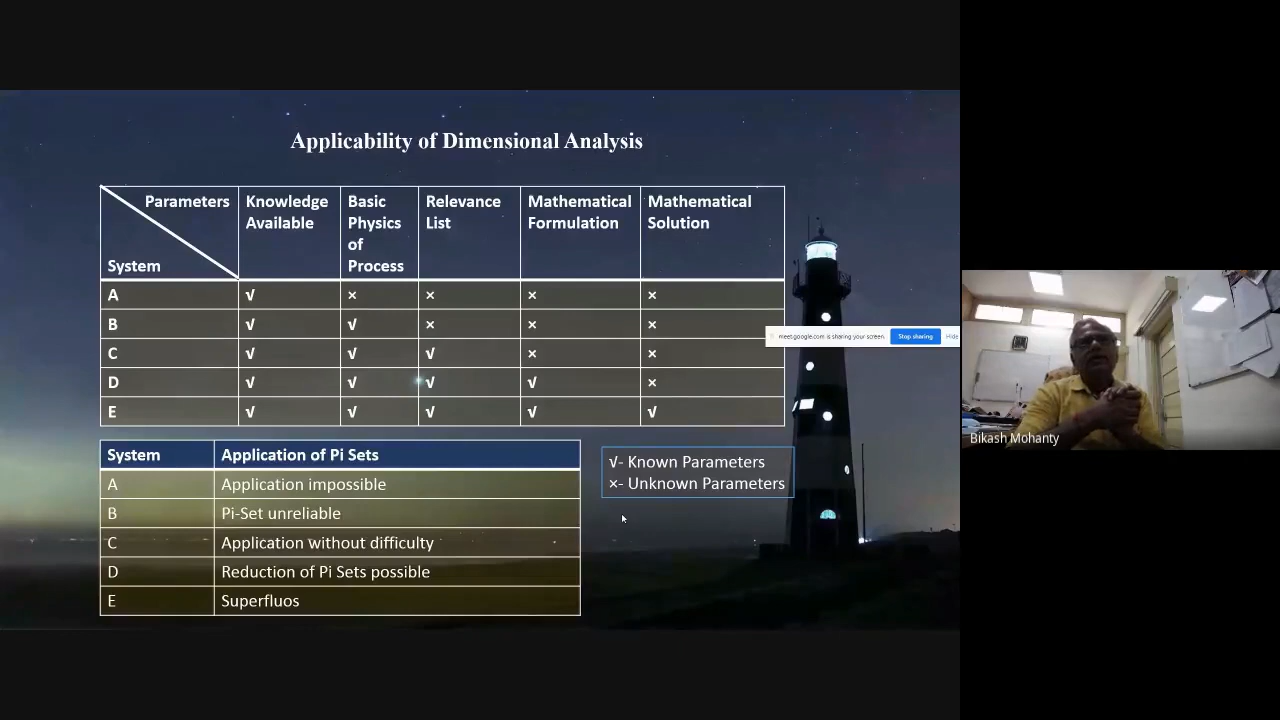 Applicability of Dimensional Analysis
Parameters
System
Knowledge
Available
Basic
Physics
of
Process
Relevance
List
Mathematical
Formulation
Mathematical
Solution
A √ × × × ×
B √ √ × × ×
C √ √ √ × ×
D √ √ √ √ ×
E √ √ √ √ √
meet.google.com is sharing your screen. Stop sharing Hide
System Application of Pi Sets
A Application impossible
B Pi-Set unreliable
C Application without difficulty
D Reduction of Pi Sets possible
E Superfluos
√- Known Parameters
×- Unknown Parameters
Bikash Mohanty